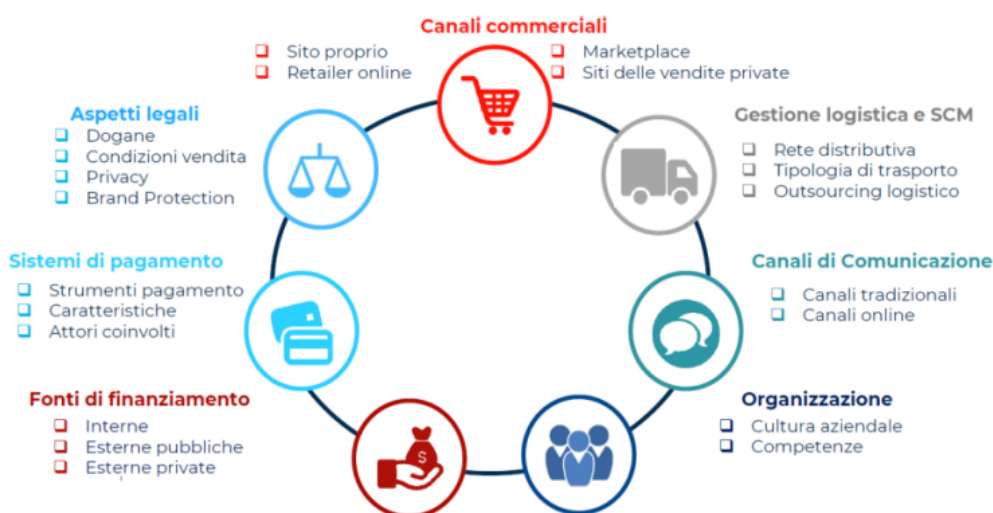 Canali commerciali
Sito proprio
Retailer online
Marketplace
Siti delle vendite private
Aspetti legali
Dogane
Condizioni vendita
Privacy
Brand Protection
Gestione logistica e SCM
Rete distributiva
Tipologia di trasporto
Outsourcing logistico
Sistemi di pagamento
Strumenti pagamento
Caratteristiche
Attori coinvolti
Canali di Comunicazione
Canali tradizionali
Canali online
Fonti di finanziamento
Interne
Esterne pubbliche
Esterne private
$
Organizzazione
Cultura aziendale
Competenze